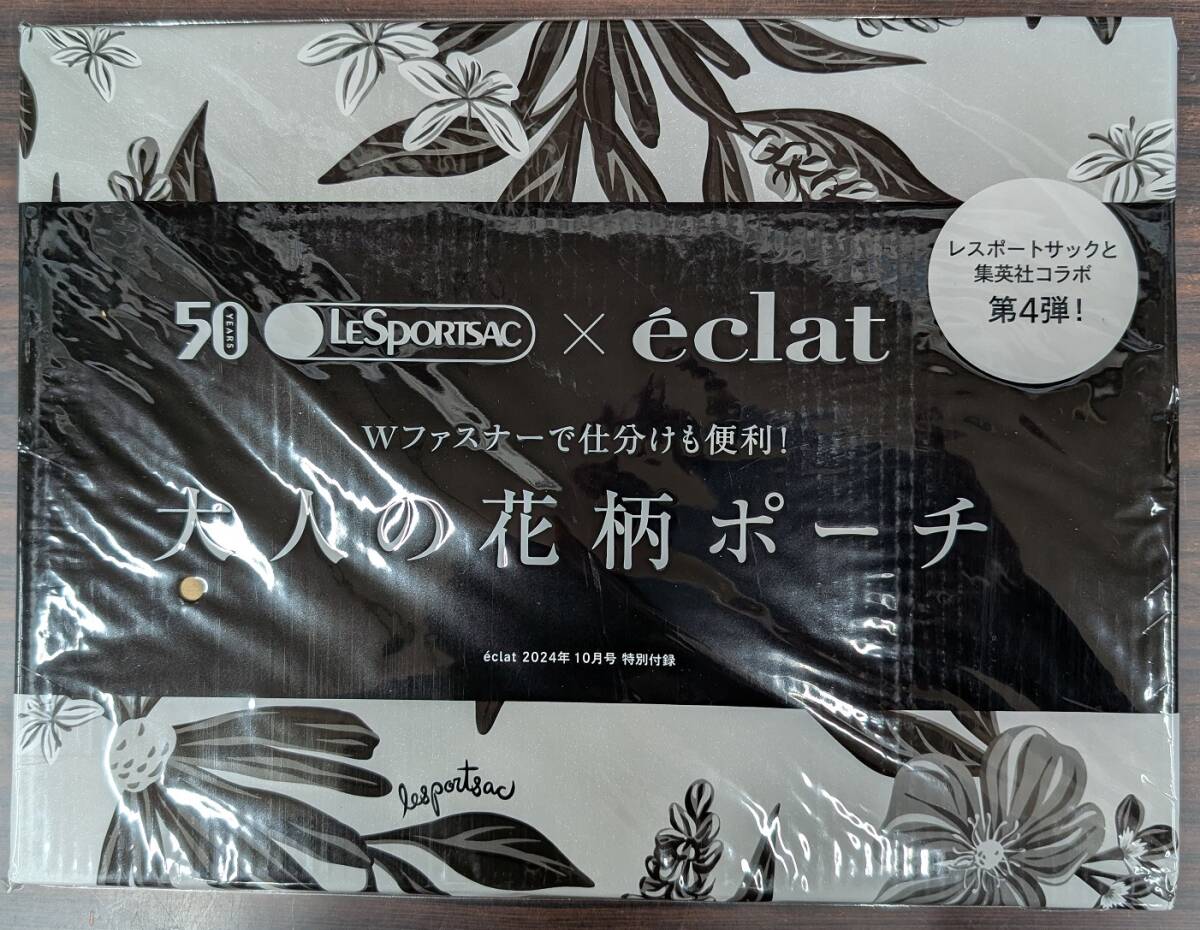 レスポートサックと
集英社コラボ
第4弾!
50 YEARS LESPORTSAC × éclat
Wファスナーで仕分けも便利!
大人の花柄ポーチ
éclat 2024年10月号 特別付録
lesportsac